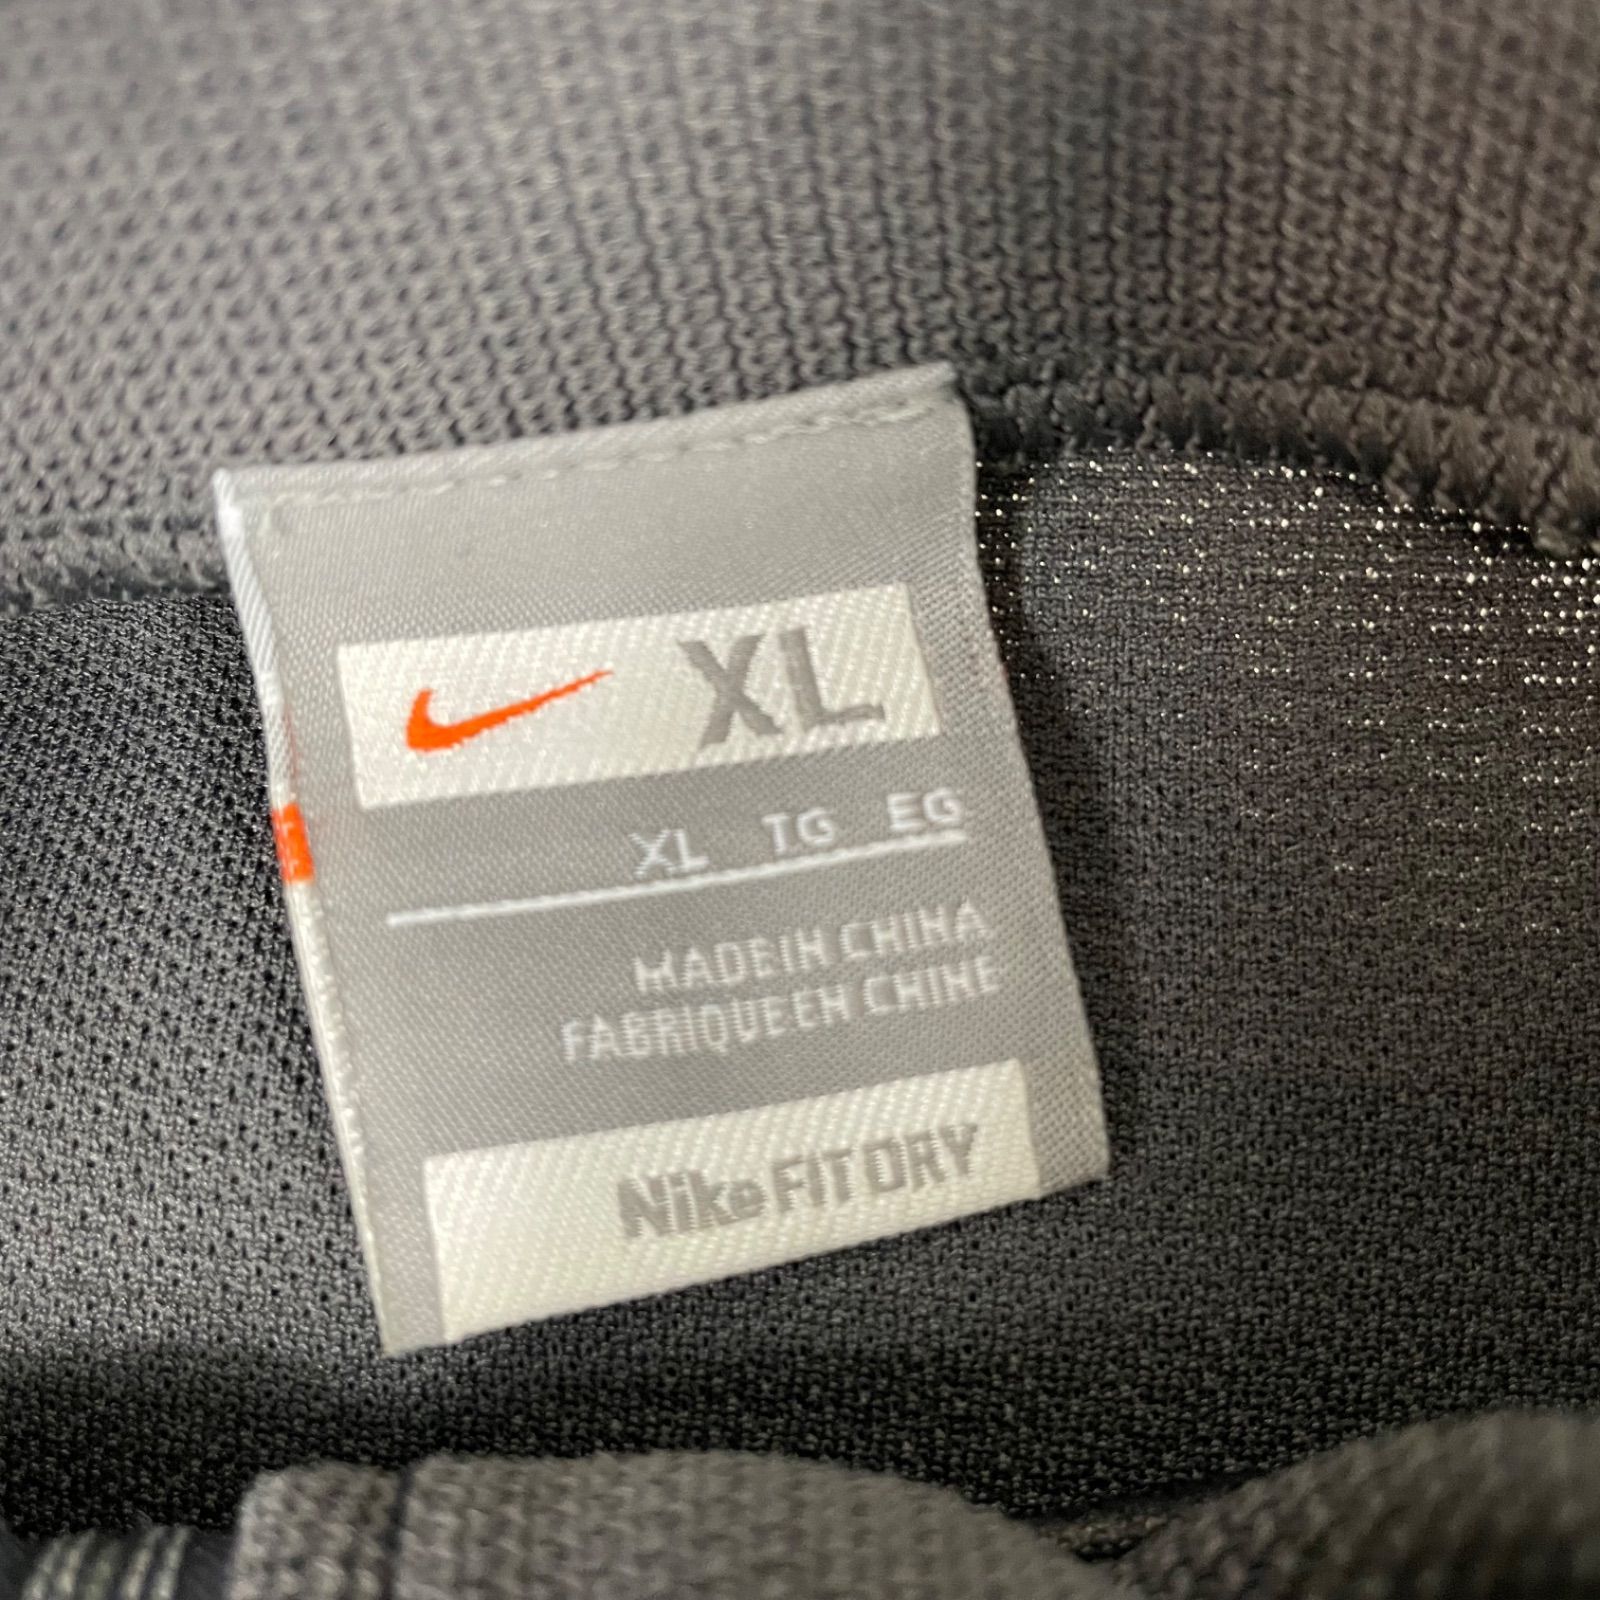 XL
XL TG EG
MADE IN CHINA
FABRIQUE EN CHINE
Nike FIT DRY